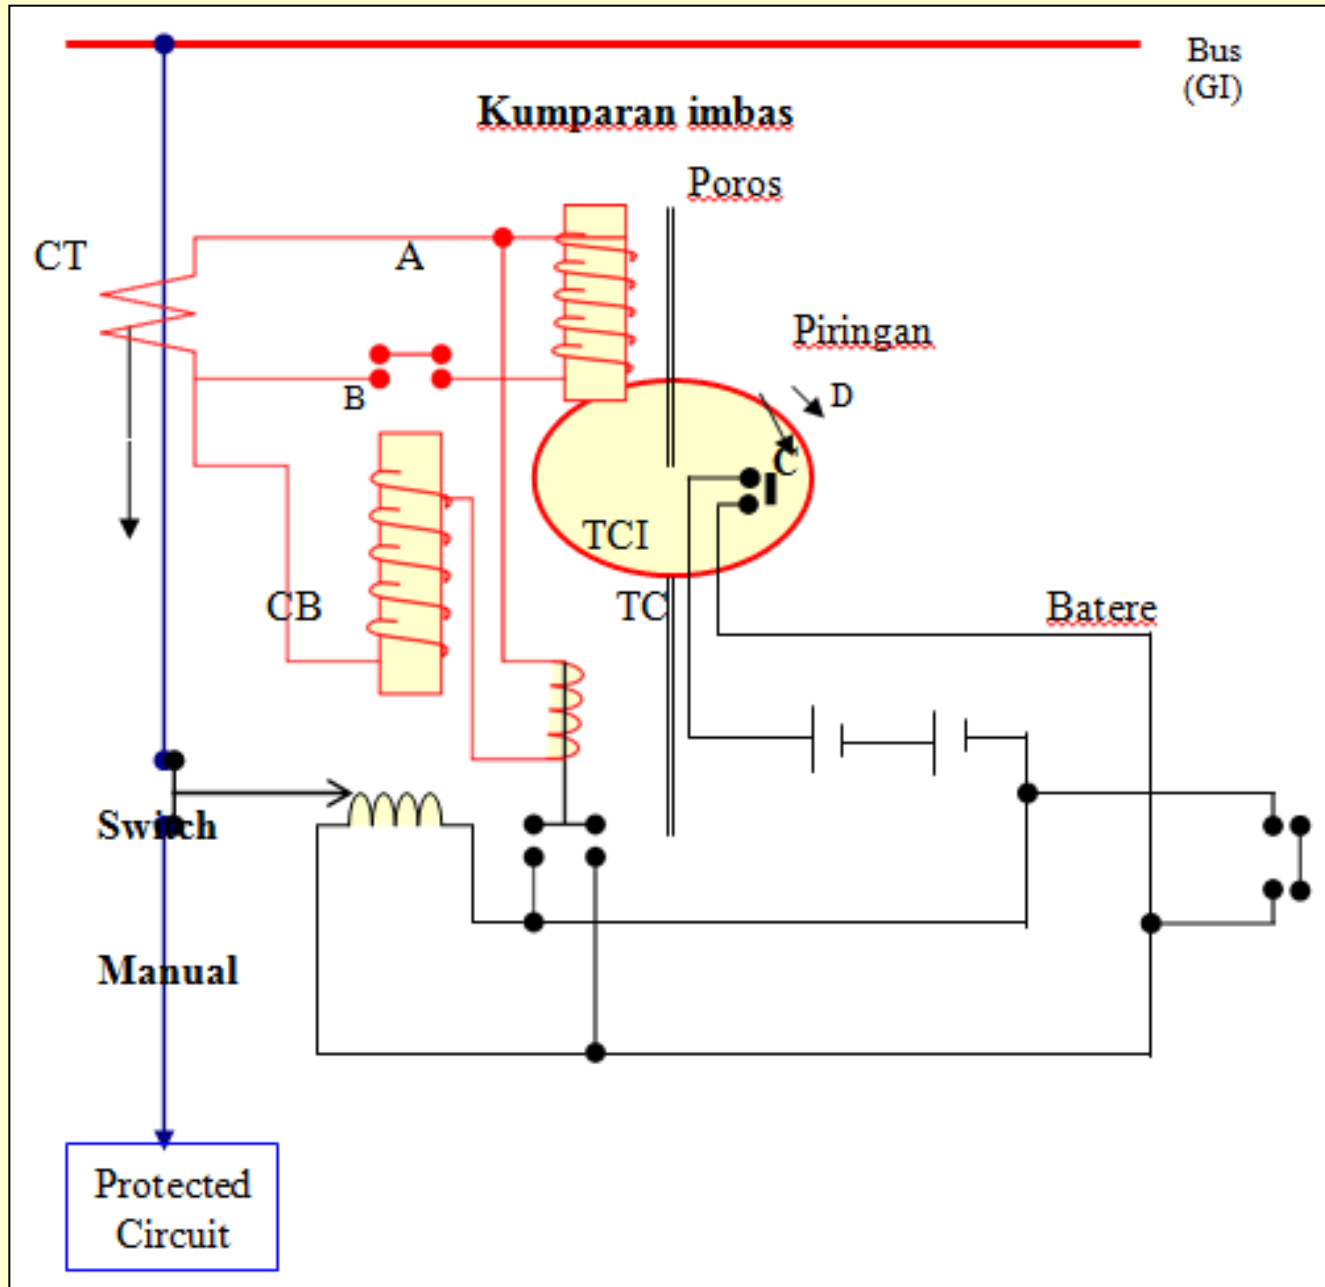 Bus
(GI)
Kumparan imbas
Poros
CT
A
Piringan
B
D
C
TCI
CB
TC
Batere
Switch
Manual
Protected
Circuit